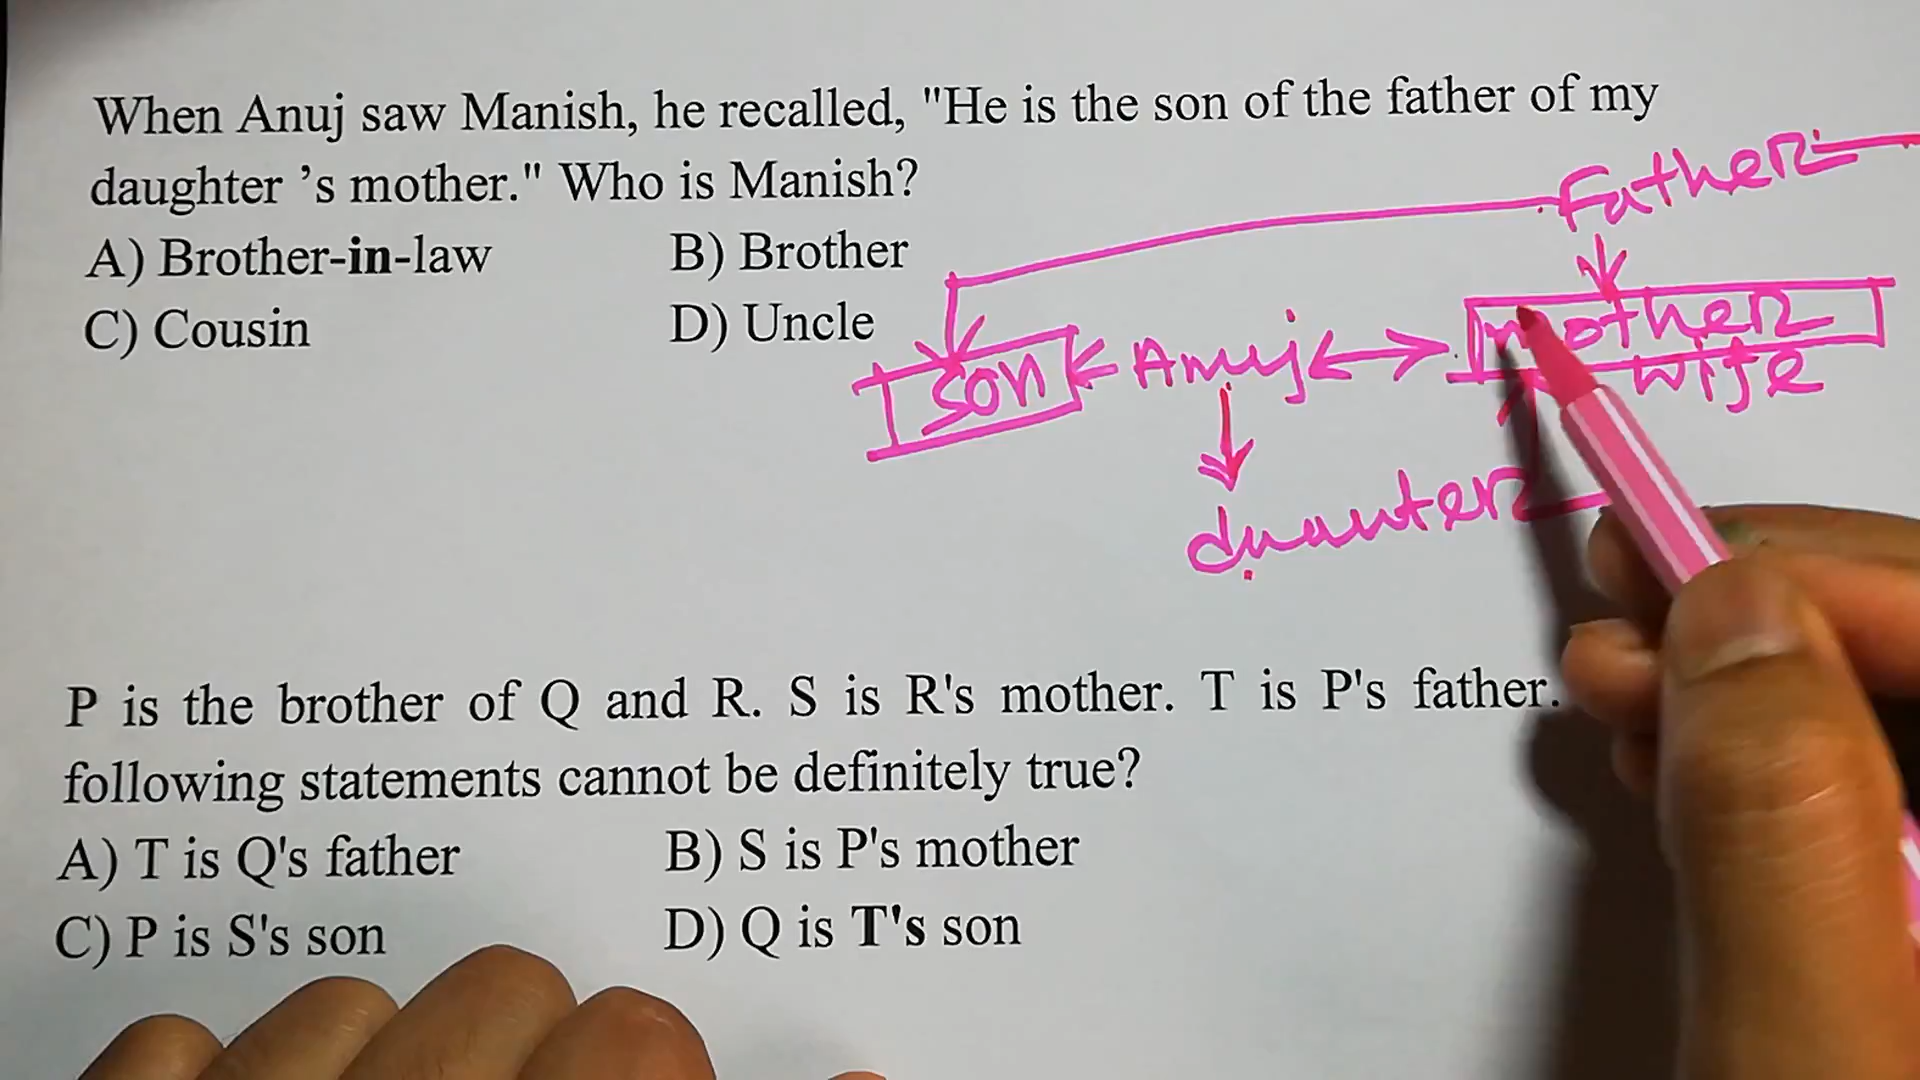 When Anuj saw Manish, he recalled, "He is the son of the father of my
daughter ’s mother." Who is Manish?
A) Brother-in-law B) Brother
C) Cousin D) Uncle
Father
son Anuj mother
wife
duauter
P is the brother of Q and R. S is R's mother. T is P's father.
following statements cannot be definitely true?
A) T is Q's father B) S is P's mother
C) P is S's son D) Q is T's son